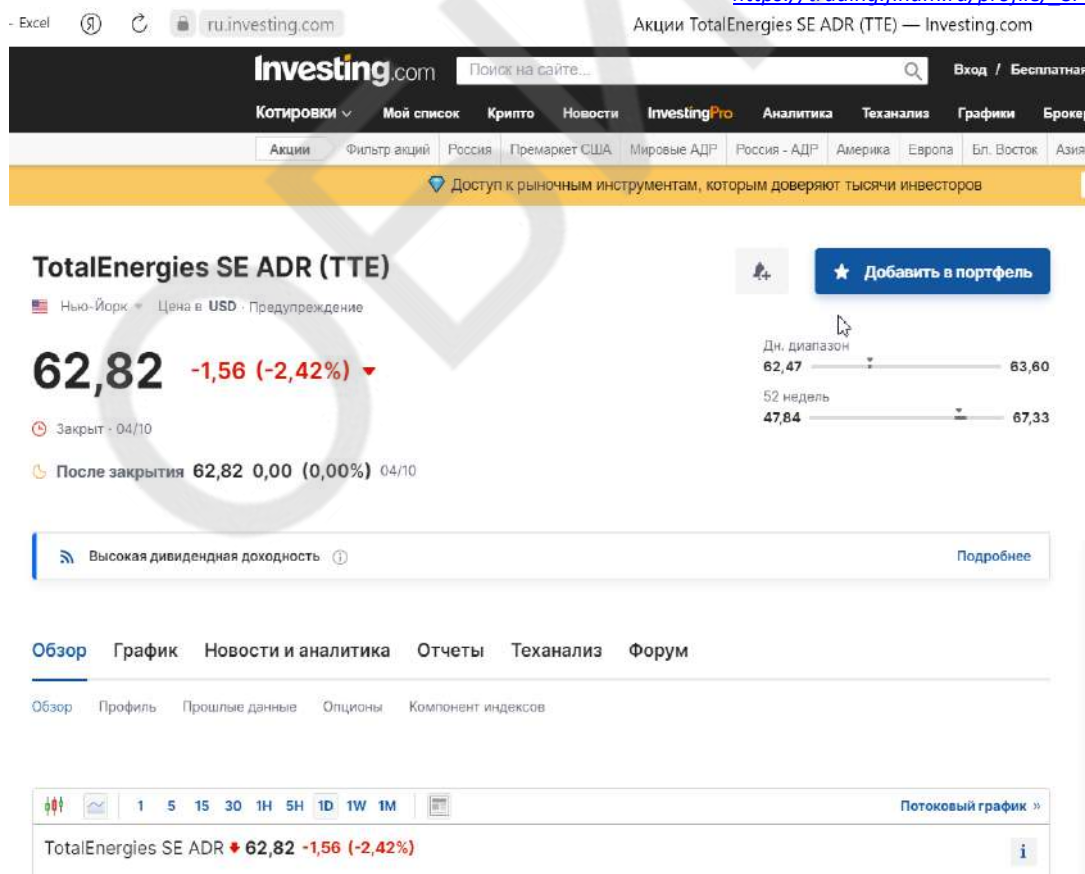 - Excel
ru.investing.com
Акции TotalEnergies SE ADR (TTE) — Investing.com
Investing.com
Поиск на сайте...
Вход / Бесплатная
Котировки Мой список Крипто Новости InvestingPro Аналитика Теханализ Графики
Акции Фильтр акций Россия Премаркет США Мировые АДР Россия - АДР Америка Европа Бл. Восток Азия
Доступ к рыночным инструментам, которым доверяют тысячи инвесторов
TotalEnergies SE ADR (TTE)
Добавить в портфель
Нью-Йорк Цена в USD · Предупреждение
62,82 -1,56 (-2,42%)
Дн. диапазон
62,47 63,60
52 недель
47,84 67,33
Закрыт · 04/10
После закрытия 62,82 0,00 (0,00%) 04/10
Высокая дивидендная доходность
Подробнее
Обзор График Новости и аналитика Отчеты Теханализ Форум
Обзор Профиль Прошлые данные Опционы Компонент индексов
1 5 15 30 1H 5H 1D 1W 1M
Потоковый график »
TotalEnergies SE ADR 62,82 -1,56 (-2,42%)